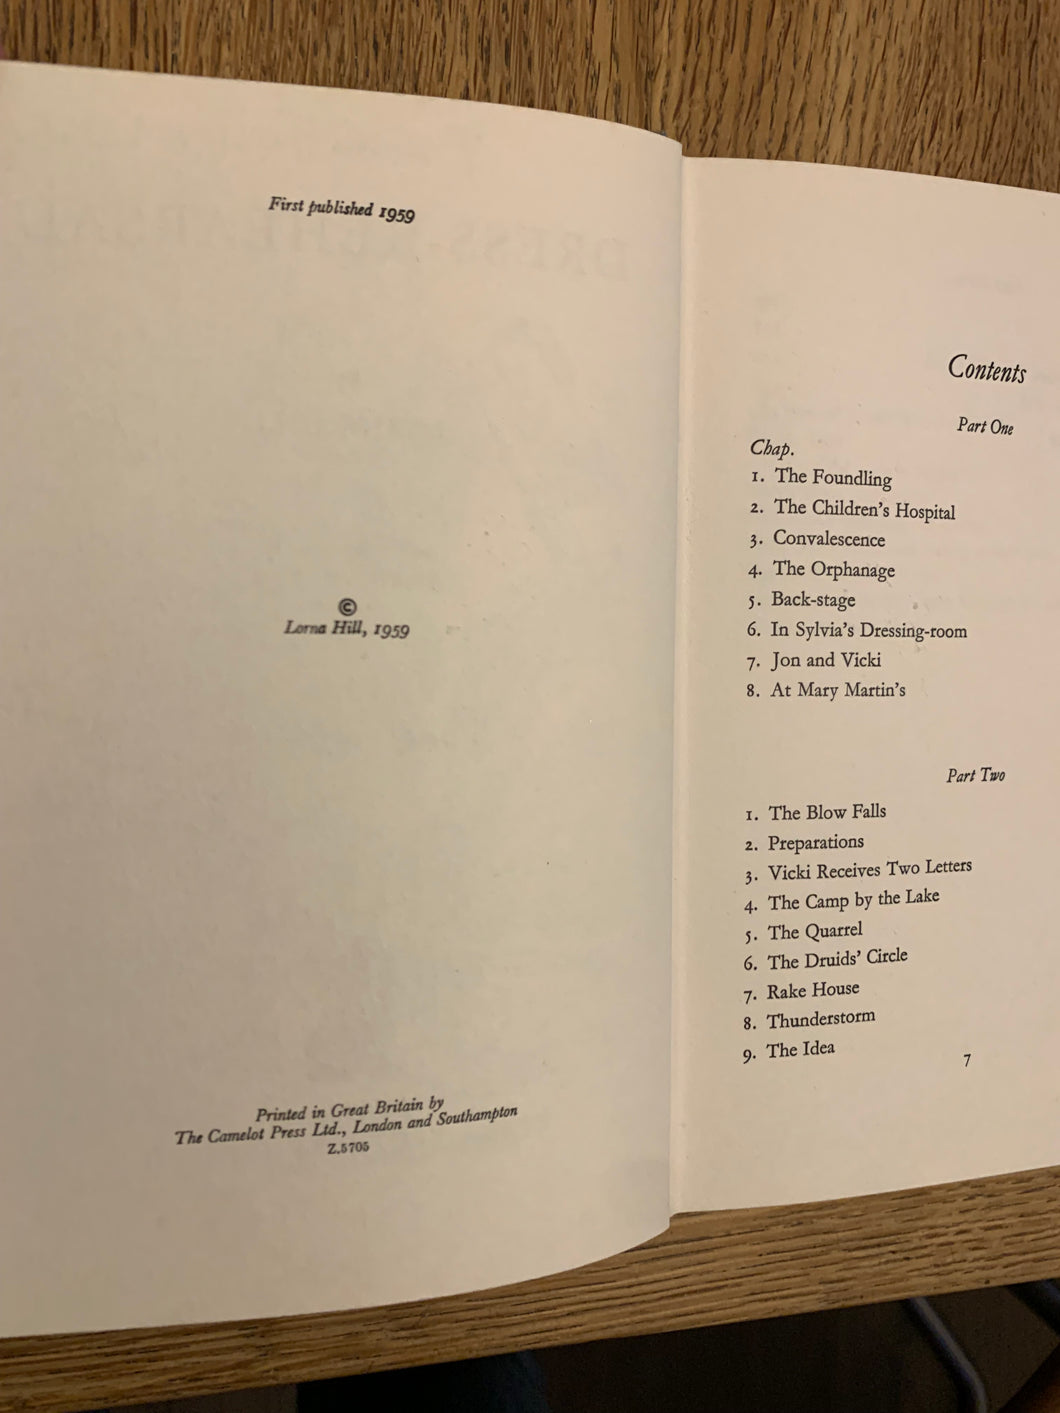 First published 1959
©
Lorna Hill, 1959
Printed in Great Britain by
The Camelot Press Ltd., London and Southampton
Z.5705
Contents
Part One
Chap.
1. The Foundling
2. The Children's Hospital
3. Convalescence
4. The Orphanage
5. Back-stage
6. In Sylvia's Dressing-room
7. Jon and Vicki
8. At Mary Martin's
Part Two
1. The Blow Falls
2. Preparations
3. Vicki Receives Two Letters
4. The Camp by the Lake
5. The Quarrel
6. The Druids' Circle
7. Rake House
8. Thunderstorm
9. The Idea
7